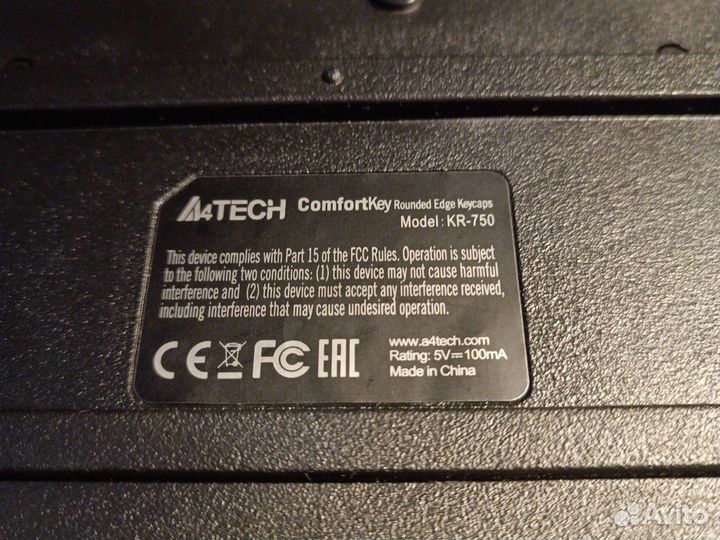 A4TECH ComfortKey Rounded Edge Keycaps
Model: KR-750
This device complies with Part 15 of the FCC Rules. Operation is subject
to the following two conditions: (1) this device may not cause harmful
interference and (2) this device must accept any interference received,
including interference that may cause undesired operation.
www.a4tech.com
Rating: 5V⎓100mA
Made in China
CE FC EAC
Avito